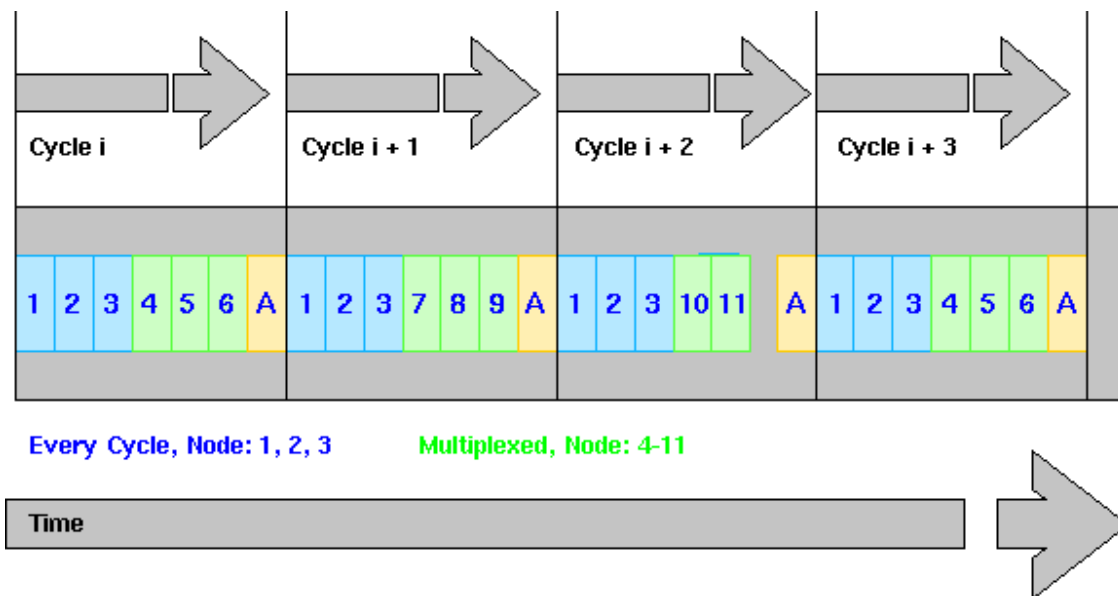 Cycle i Cycle i + 1 Cycle i + 2 Cycle i + 3
1 2 3 4 5 6 A 1 2 3 7 8 9 A 1 2 3 10 11 A 1 2 3 4 5 6 A
Every Cycle, Node: 1, 2, 3 Multiplexed, Node: 4-11
Time